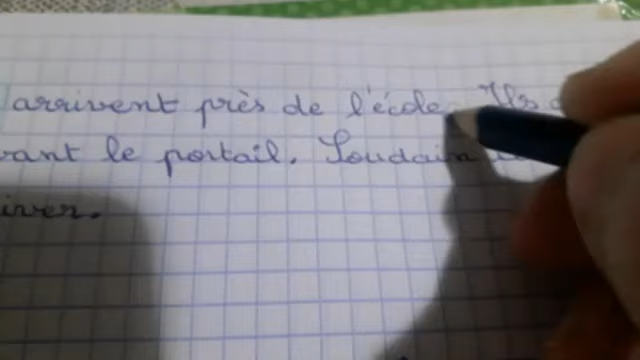 arrivent près de l'école. Ils
vant le portail. Soudain
iver.